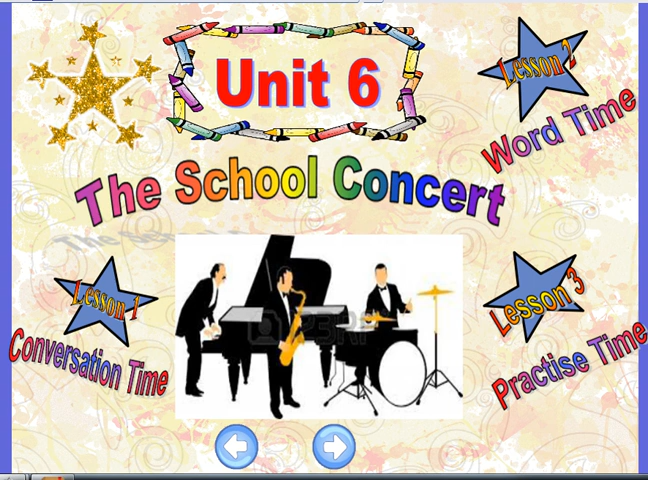 Unit 6
Lesson 2
Word Time
The School Concert
Lesson 1
Conversation Time
Lesson 3
Practise Time